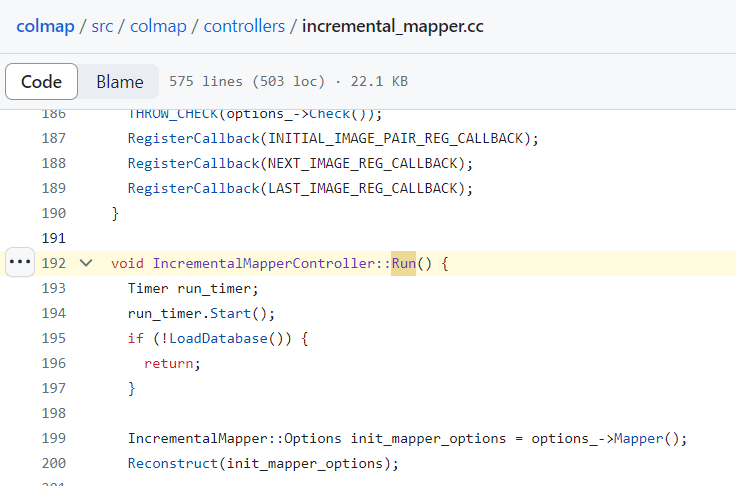 colmap / src / colmap / controllers / incremental_mapper.cc
Code Blame 575 lines (503 loc) · 22.1 KB
186 THROW_CHECK(options_->Check());
187 RegisterCallback(INITIAL_IMAGE_PAIR_REG_CALLBACK);
188 RegisterCallback(NEXT_IMAGE_REG_CALLBACK);
189 RegisterCallback(LAST_IMAGE_REG_CALLBACK);
190 }
191
192 void IncrementalMapperController::Run() {
193 Timer run_timer;
194 run_timer.Start();
195 if (!LoadDatabase()) {
196 return;
197 }
198
199 IncrementalMapper::Options init_mapper_options = options_->Mapper();
200 Reconstruct(init_mapper_options);
201